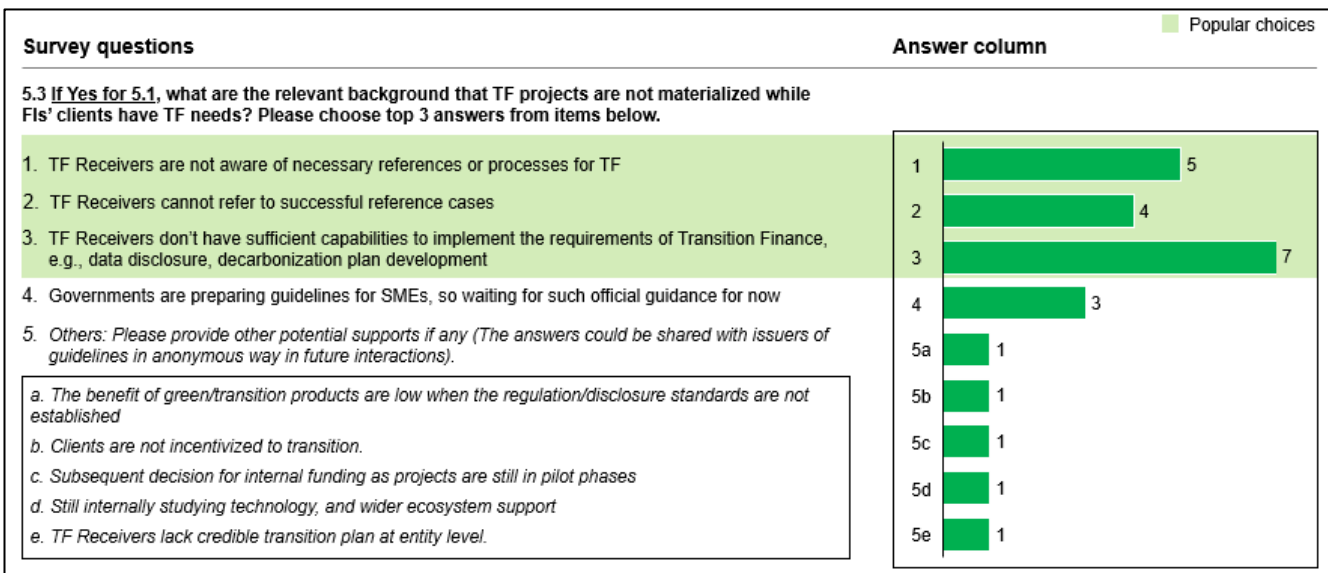 Popular choices
Survey questions
Answer column
5.3 If Yes for 5.1, what are the relevant background that TF projects are not materialized while
FIs' clients have TF needs? Please choose top 3 answers from items below.
1. TF Receivers are not aware of necessary references or processes for TF
2. TF Receivers cannot refer to successful reference cases
3. TF Receivers don't have sufficient capabilities to implement the requirements of Transition Finance,
e.g., data disclosure, decarbonization plan development
4. Governments are preparing guidelines for SMEs, so waiting for such official guidance for now
5. Others: Please provide other potential supports if any (The answers could be shared with issuers of
guidelines in anonymous way in future interactions).
a. The benefit of green/transition products are low when the regulation/disclosure standards are not
established
b. Clients are not incentivized to transition.
c. Subsequent decision for internal funding as projects are still in pilot phases
d. Still internally studying technology, and wider ecosystem support
e. TF Receivers lack credible transition plan at entity level.
1 5
2 4
3 7
4 3
5a 1
5b 1
5c 1
5d 1
5e 1